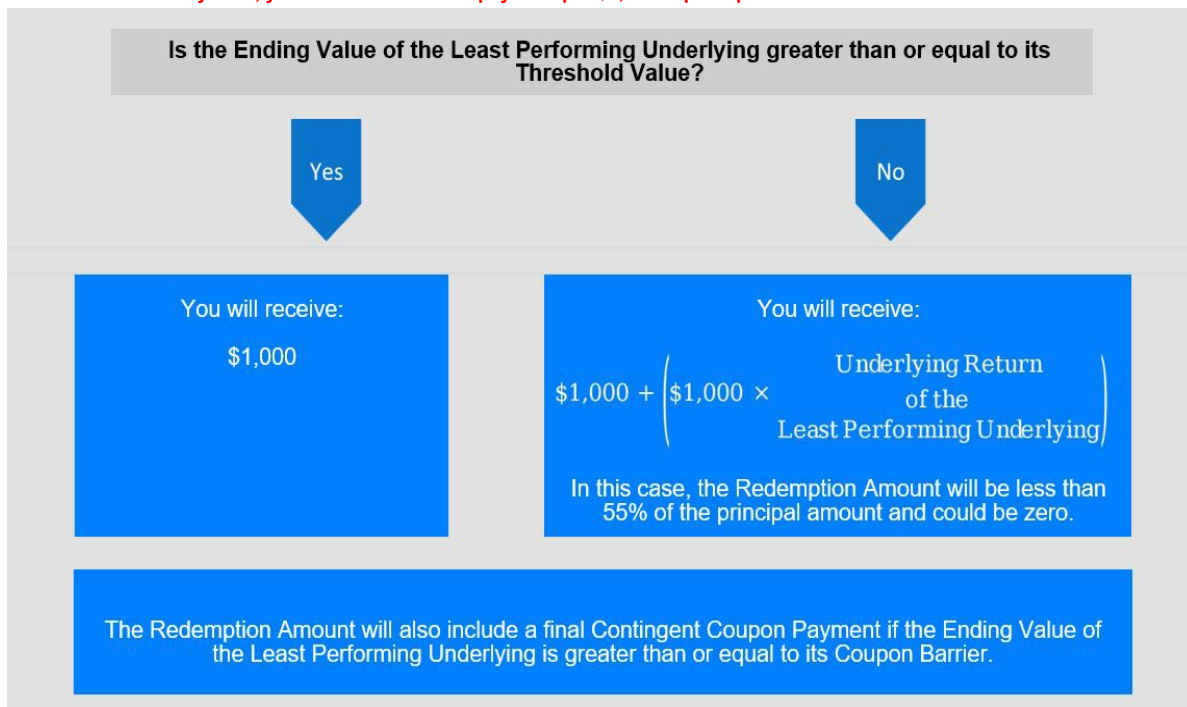 Is the Ending Value of the Least Performing Underlying greater than or equal to its
Threshold Value?
Yes
No
You will receive:
$1,000
You will receive:
$1,000 + ($1,000 × Underlying Return
of the
Least Performing Underlying)
In this case, the Redemption Amount will be less than
55% of the principal amount and could be zero.
The Redemption Amount will also include a final Contingent Coupon Payment if the Ending Value of
the Least Performing Underlying is greater than or equal to its Coupon Barrier.